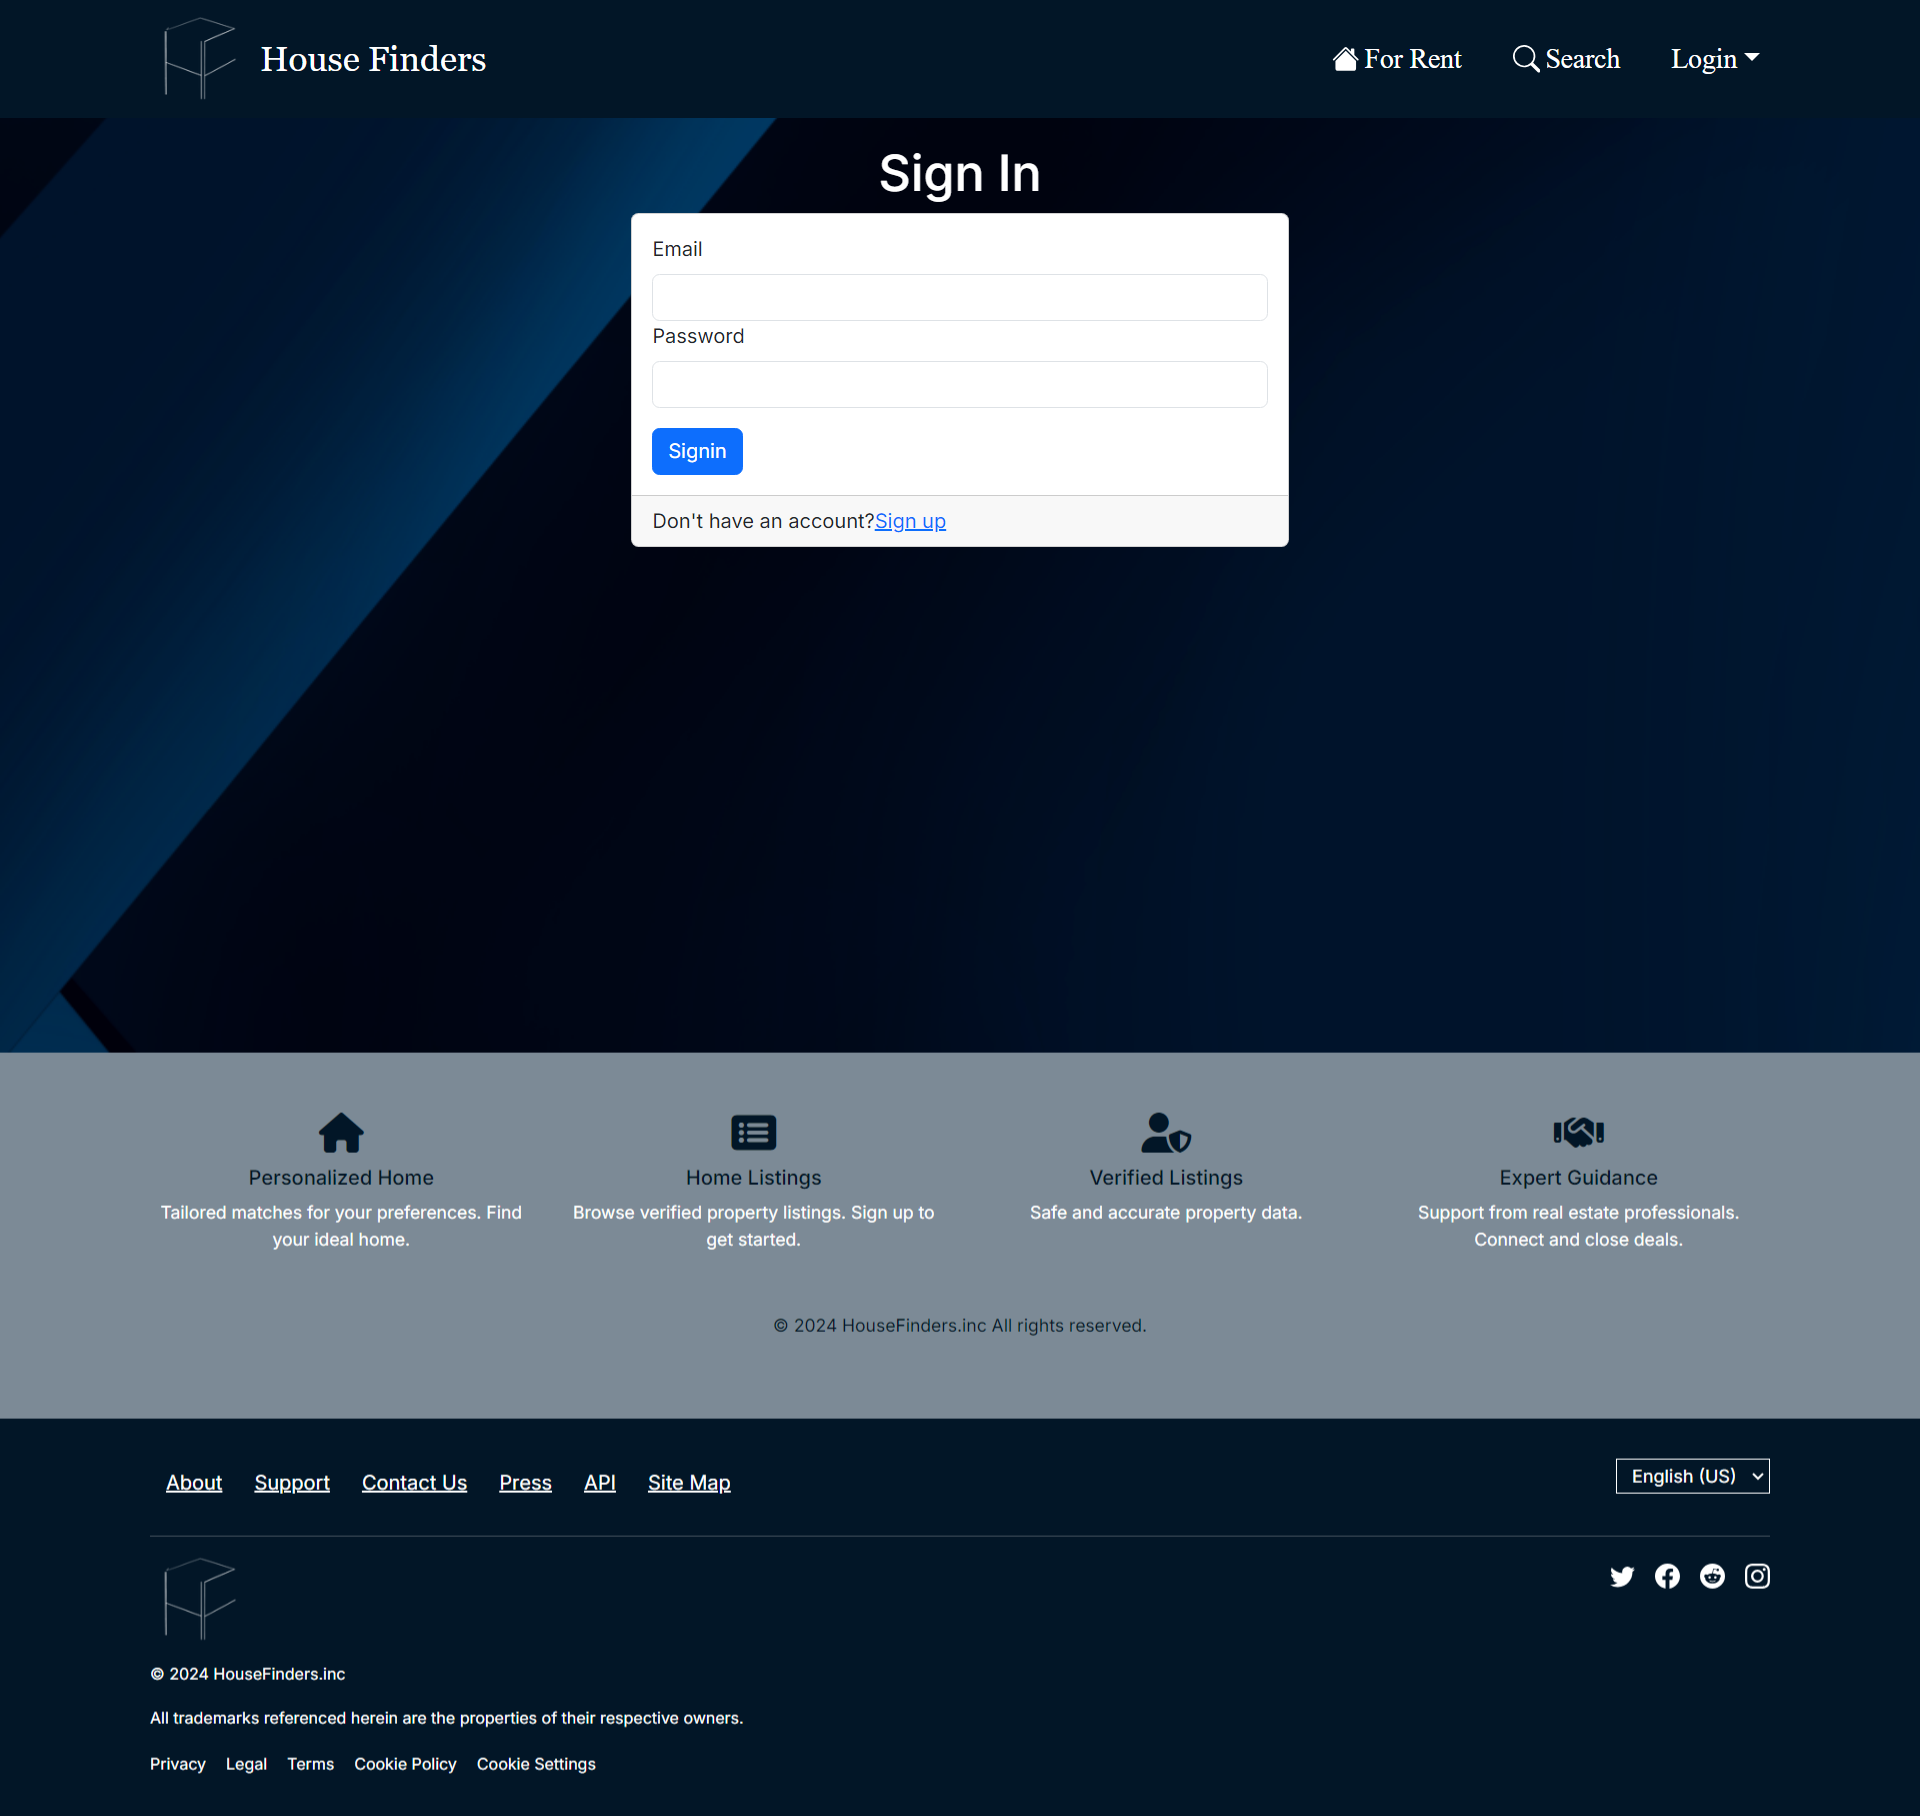 House Finders
For Rent
Search
Login
Sign In
Email
Password
Signin
Don't have an account?Sign up
Personalized Home
Tailored matches for your preferences. Find
your ideal home.
Home Listings
Browse verified property listings. Sign up to
get started.
Verified Listings
Safe and accurate property data.
Expert Guidance
Support from real estate professionals.
Connect and close deals.
© 2024 HouseFinders.inc All rights reserved.
About Support Contact Us Press API Site Map
English (US)
© 2024 HouseFinders.inc
All trademarks referenced herein are the properties of their respective owners.
Privacy Legal Terms Cookie Policy Cookie Settings